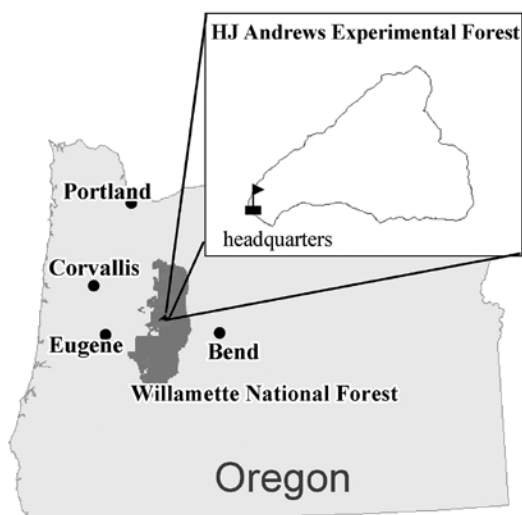 HJ Andrews Experimental Forest
headquarters
Portland
Corvallis
Eugene
Bend
Willamette National Forest
Oregon